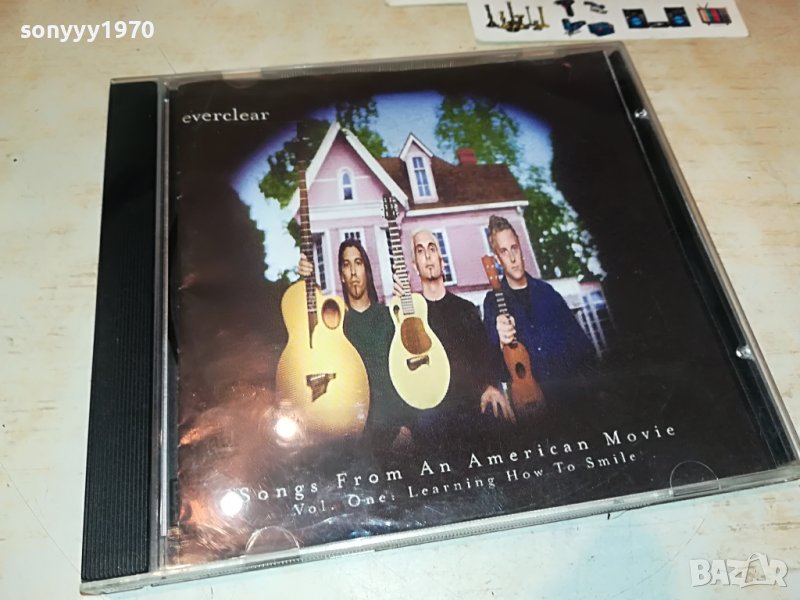 sonyyy1970
everclear
Songs From An American Movie
Vol. One: Learning How To Smile
BAZAR